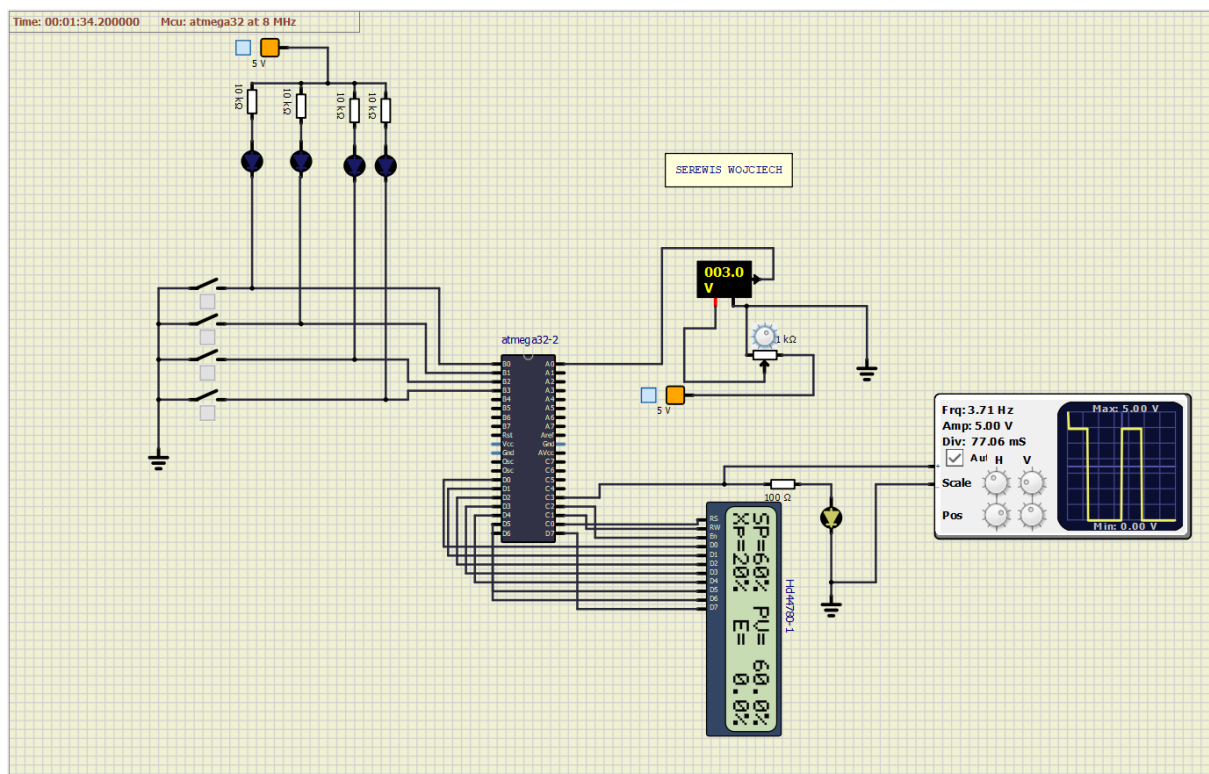 Time: 00:01:34.200000 Mcu: atmega32 at 8 MHz
5 V
10 kΩ
10 kΩ
10 kΩ
10 kΩ
SEREWIS WOJCIECH
003.0
V
1 kΩ
5 V
atmega32-2
B0 A0
B1 A1
B2 A2
B3 A3
B4 A4
B5 A5
B6 A6
B7 A7
Rst Aref
Vcc Gnd
Gnd AVcc
Osc C7
Osc C6
D0 C5
D1 C4
D2 C3
D3 C2
D4 C1
D5 C0
D6 D7
Frq: 3.71 Hz
Amp: 5.00 V
Div: 77.06 mS
Aut
H V
Scale
Pos
+
-
Max: 5.00 V
Min: 0.00 V
100 Ω
RS
RW
En
D0
D1
D2
D3
D4
D5
D6
D7
SP=60% PV= 60.0%
XP=20% E= 0.0%
Hd44780-1